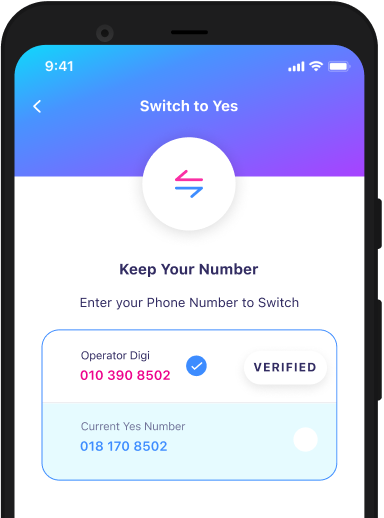 9:41
Switch to Yes
Keep Your Number
Enter your Phone Number to Switch
Operator Digi
010 390 8502
VERIFIED
Current Yes Number
018 170 8502